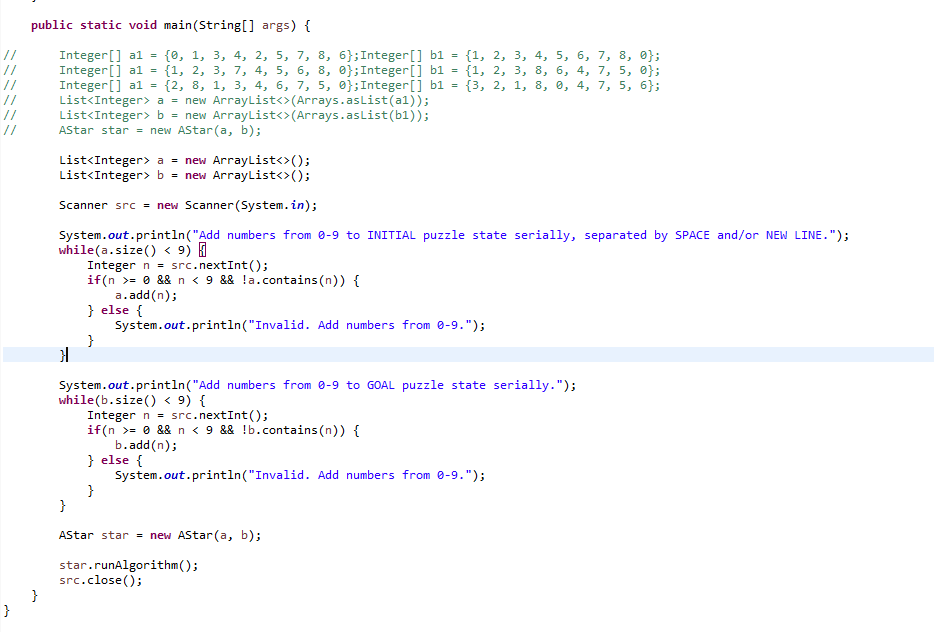 public static void main(String[] args) {
//      Integer[] a1 = {0, 1, 3, 4, 2, 5, 7, 8, 6};Integer[] b1 = {1, 2, 3, 4, 5, 6, 7, 8, 0};
//      Integer[] a1 = {1, 2, 3, 7, 4, 5, 6, 8, 0};Integer[] b1 = {1, 2, 3, 8, 6, 4, 7, 5, 0};
//      Integer[] a1 = {2, 8, 1, 3, 4, 6, 7, 5, 0};Integer[] b1 = {3, 2, 1, 8, 0, 4, 7, 5, 6};
//      List<Integer> a = new ArrayList<>(Arrays.asList(a1));
//      List<Integer> b = new ArrayList<>(Arrays.asList(b1));
//      AStar star = new AStar(a, b);
        List<Integer> a = new ArrayList<>();
        List<Integer> b = new ArrayList<>();
        Scanner src = new Scanner(System.in);
        System.out.println("Add numbers from 0-9 to INITIAL puzzle state serially, separated by SPACE and/or NEW LINE.");
        while(a.size() < 9) {
            Integer n = src.nextInt();
            if(n >= 0 && n < 9 && !a.contains(n)) {
                a.add(n);
            } else {
                System.out.println("Invalid. Add numbers from 0-9.");
            }
        }
        System.out.println("Add numbers from 0-9 to GOAL puzzle state serially.");
        while(b.size() < 9) {
            Integer n = src.nextInt();
            if(n >= 0 && n < 9 && !b.contains(n)) {
                b.add(n);
            } else {
                System.out.println("Invalid. Add numbers from 0-9.");
            }
        }
        AStar star = new AStar(a, b);
        star.runAlgorithm();
        src.close();
    }
}